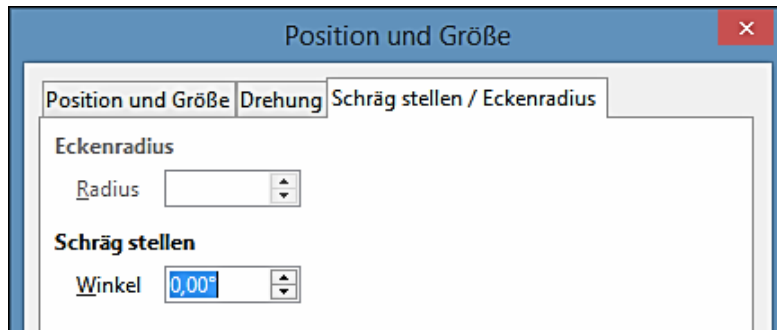 Position und Größe
Position und Größe Drehung Schräg stellen / Eckenradius
Eckenradius
Radius
Schräg stellen
Winkel 0,00°